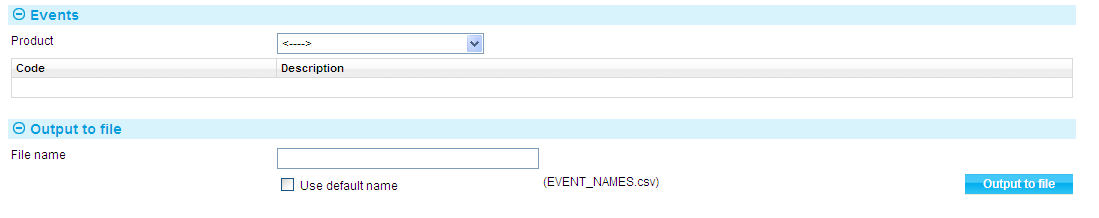 Events
Product
<---->
Code Description
Output to file
File name
Use default name (EVENT_NAMES.csv) Output to file